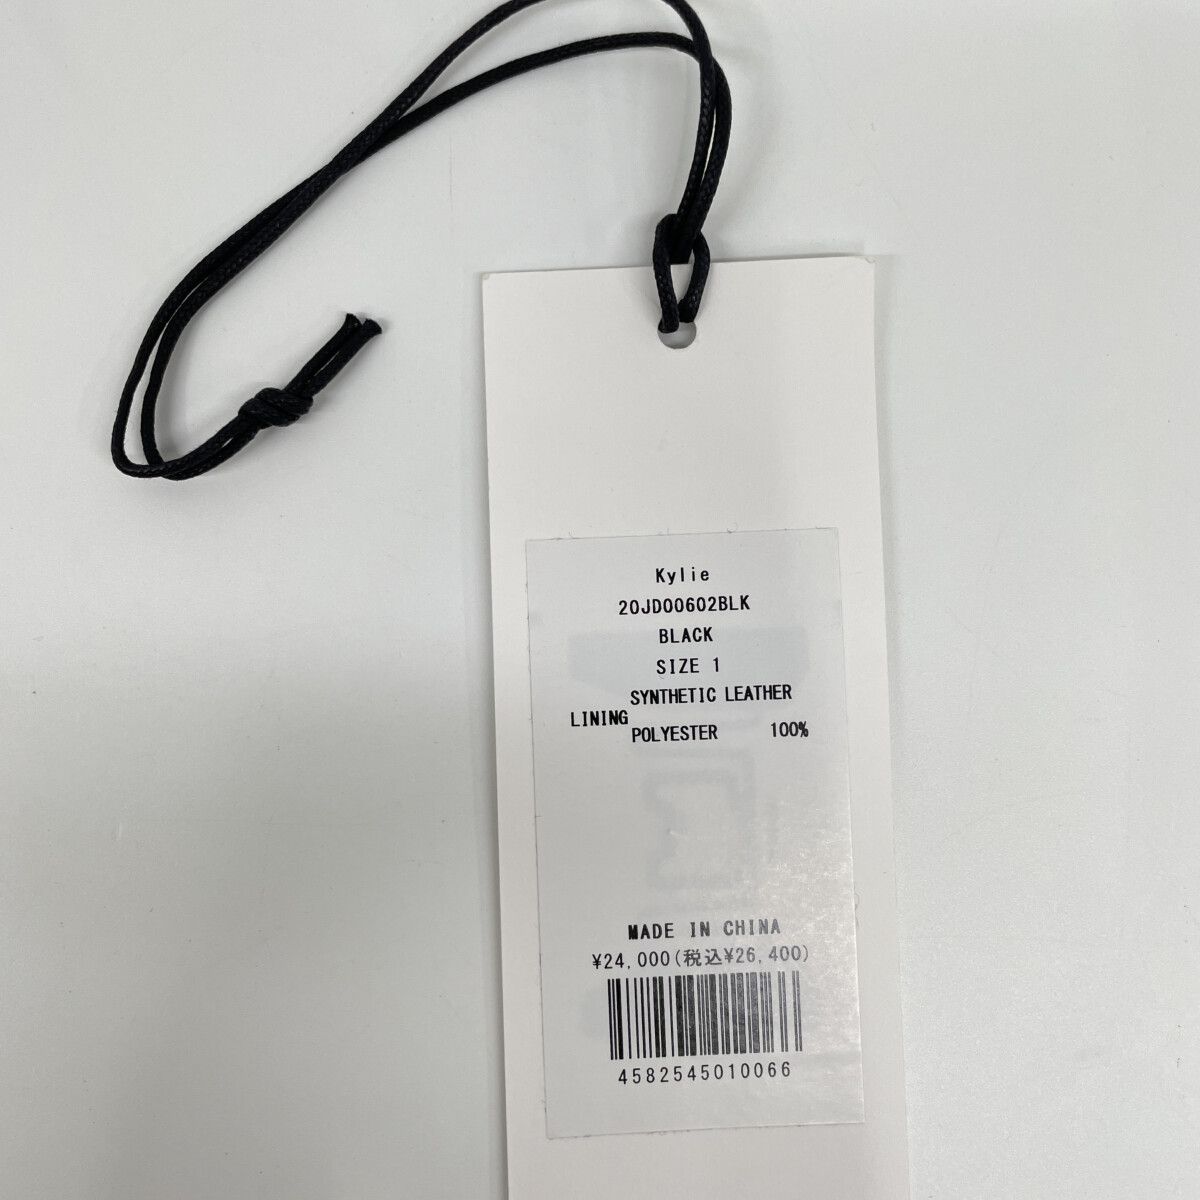 Kylie
20JD00602BLK
BLACK
SIZE 1
SYNTHETIC LEATHER
LINING
POLYESTER 100%
MADE IN CHINA
¥24,000(税込¥26,400)
4582545010066